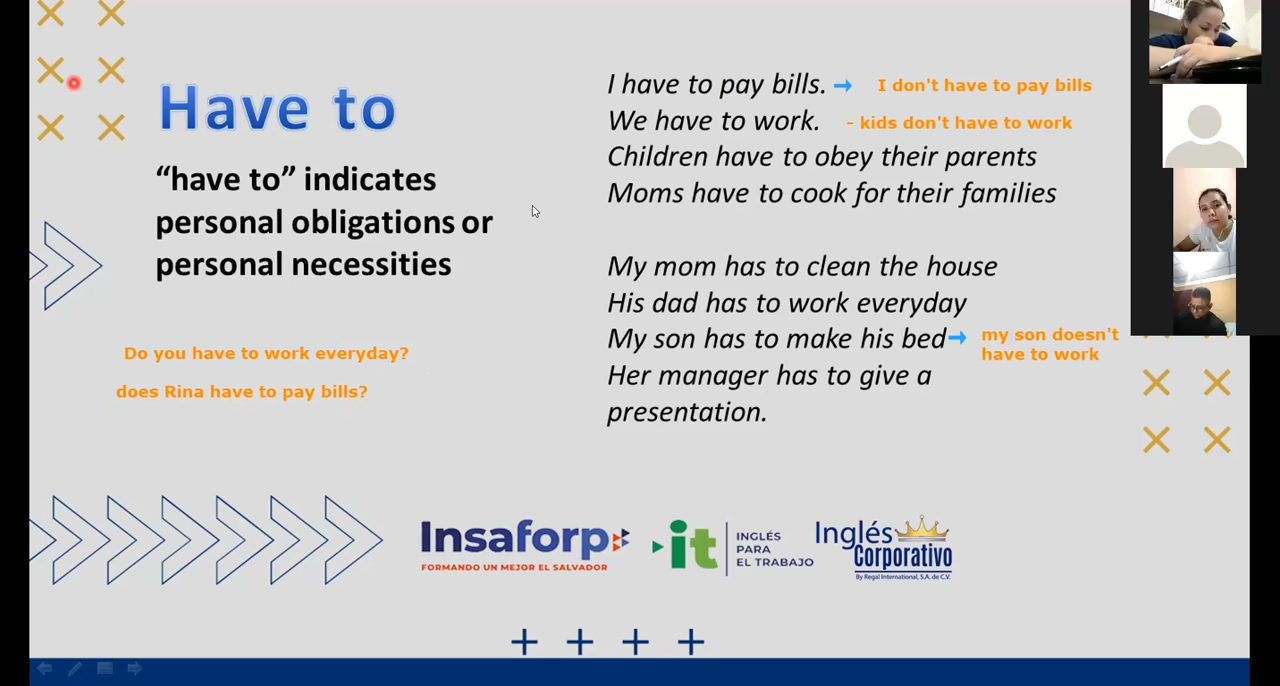 Have to
“have to” indicates
personal obligations or
personal necessities
Do you have to work everyday?
does Rina have to pay bills?
I have to pay bills. → I don't have to pay bills
We have to work. - kids don't have to work
Children have to obey their parents
Moms have to cook for their families
My mom has to clean the house
His dad has to work everyday
My son has to make his bed → my son doesn't
have to work
Her manager has to give a
presentation.
Insaforp
FORMANDO UN MEJOR EL SALVADOR
it
INGLÉS
PARA
EL TRABAJO
Inglés
Corporativo
By Regal International, S.A. de C.V.